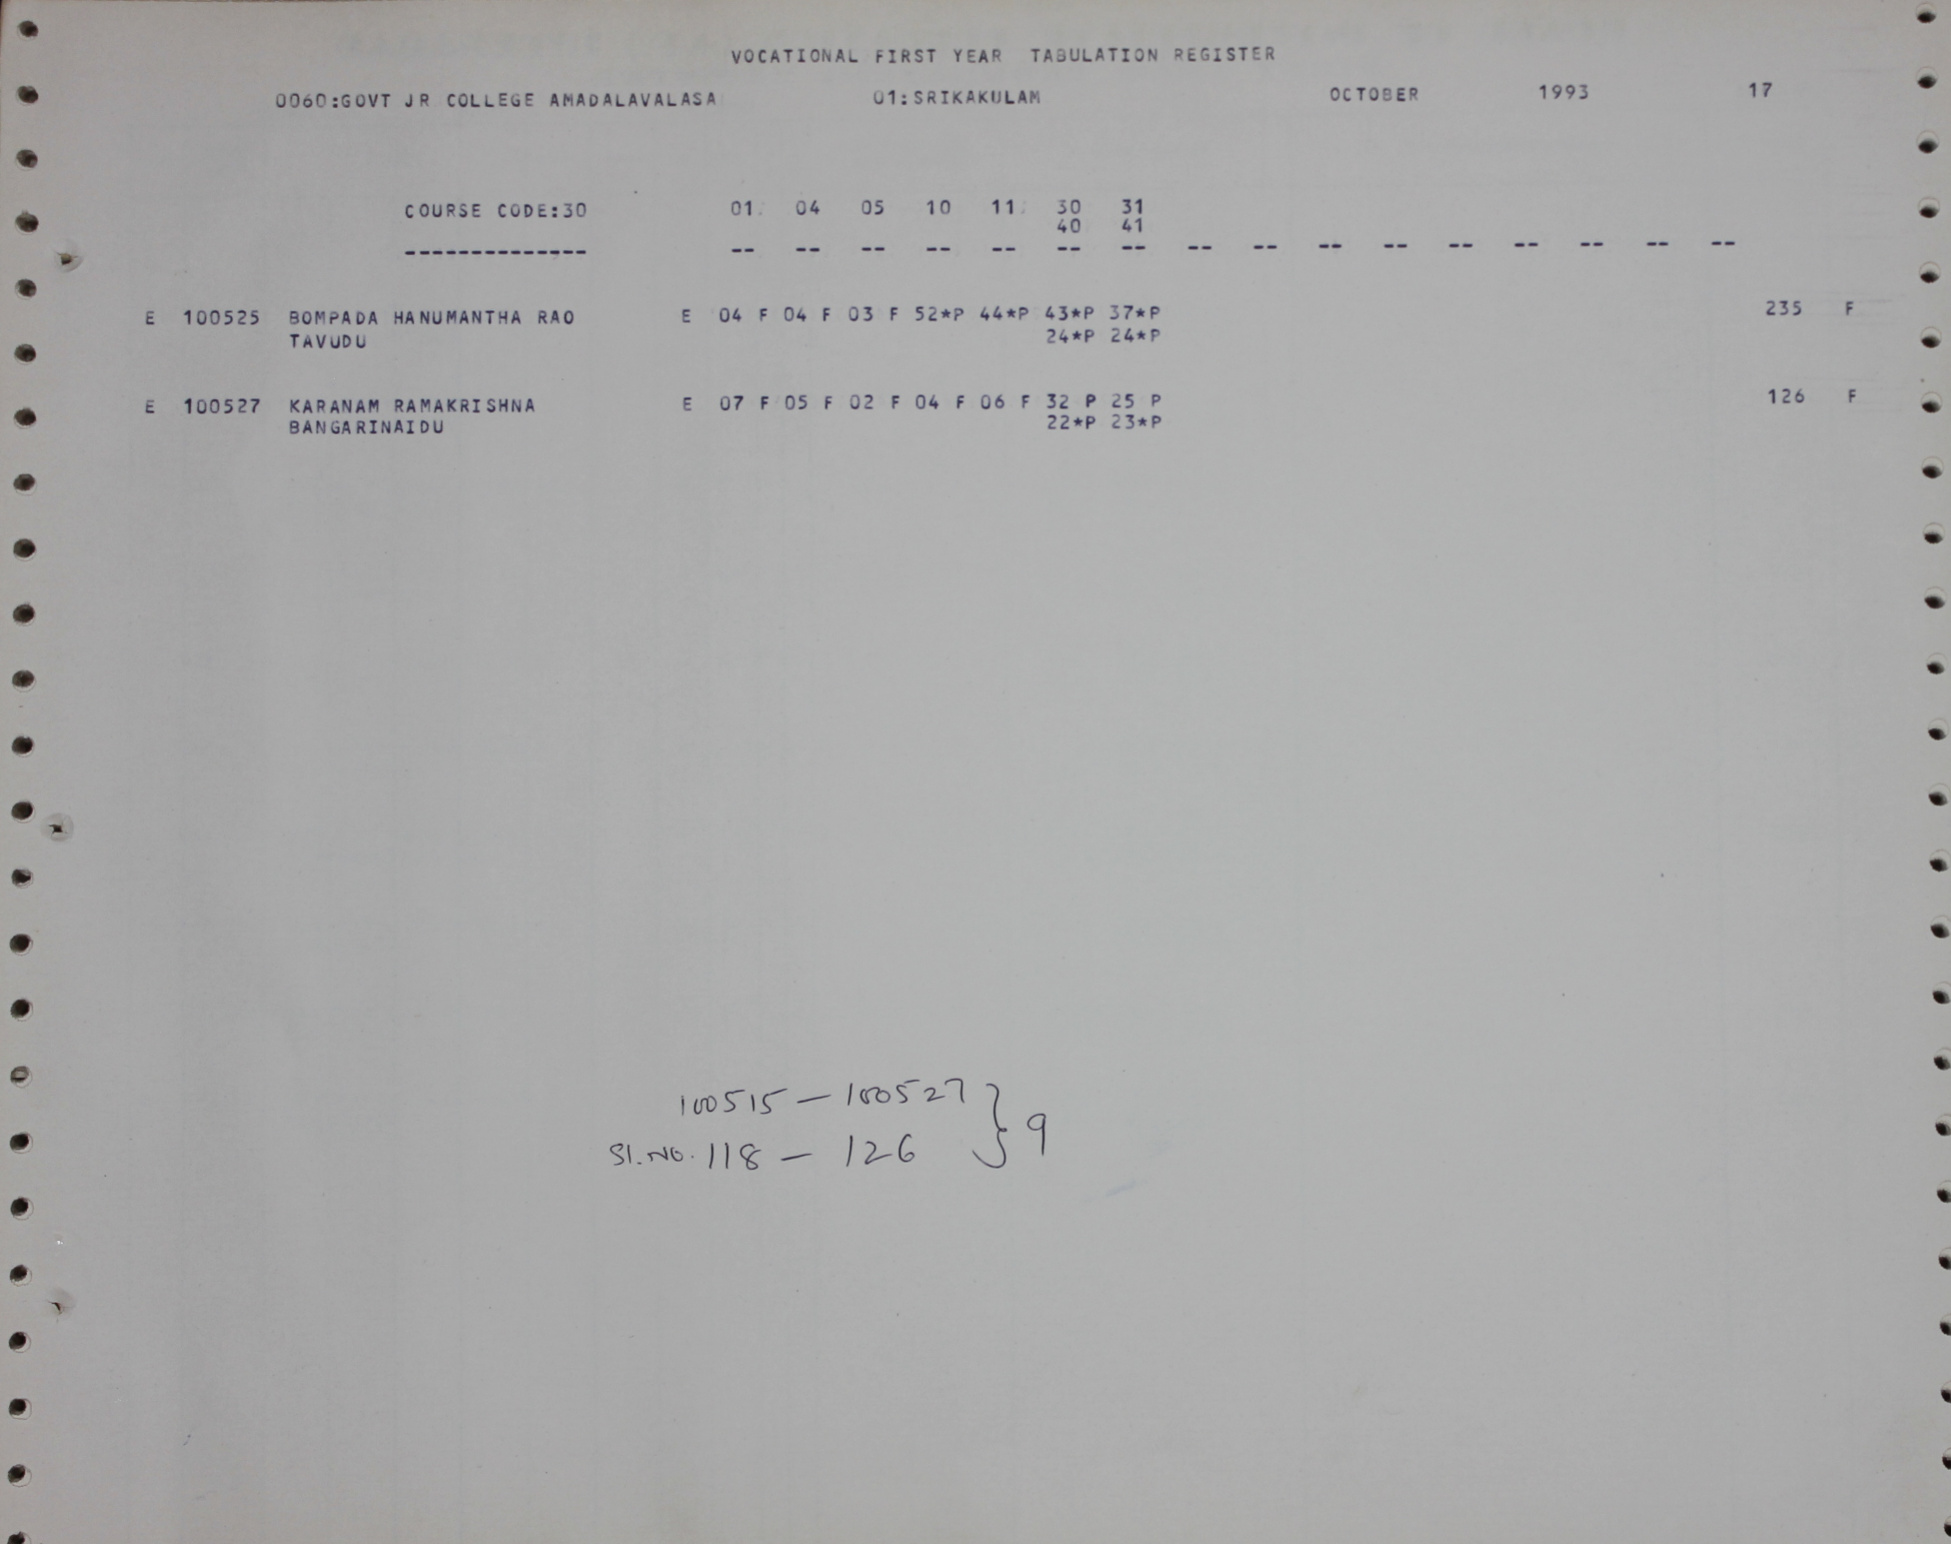 VOCATIONAL FIRST YEAR TABULATION REGISTER
0060:GOVT JR COLLEGE AMADALAVALASA 01:SRIKAKULAM OCTOBER 1993 17
COURSE CODE:30 01 04 05 10 11 30 31
40 41
-------------- -- -- -- -- -- -- -- -- -- -- -- -- -- -- -- --
E 100525 BOMPADA HANUMANTHA RAO E 04 F 04 F 03 F 52*P 44*P 43*P 37*P 235 F
TAVUDU 24*P 24*P
E 100527 KARANAM RAMAKRISHNA E 07 F 05 F 02 F 04 F 06 F 32 P 25 P 126 F
BANGARINAIDU 22*P 23*P
100515 — 100527 } 9
Sl.No. 118 — 126